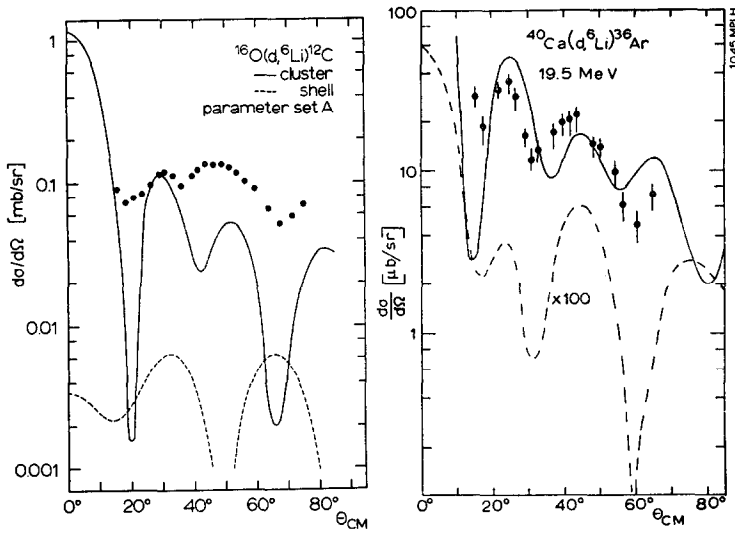 1
0.1
0.01
0.001
dσ/dΩ [mb/sr]
¹⁶O(d,⁶Li)¹²C
cluster
shell
parameter set A
0° 20° 40° 60° 80°
θCM
100
10
1
dσ/dΩ [μb/sr]
⁴⁰Ca(d,⁶Li)³⁶Ar
19.5 MeV
×100
0° 20° 40° 60° 80°
θCM